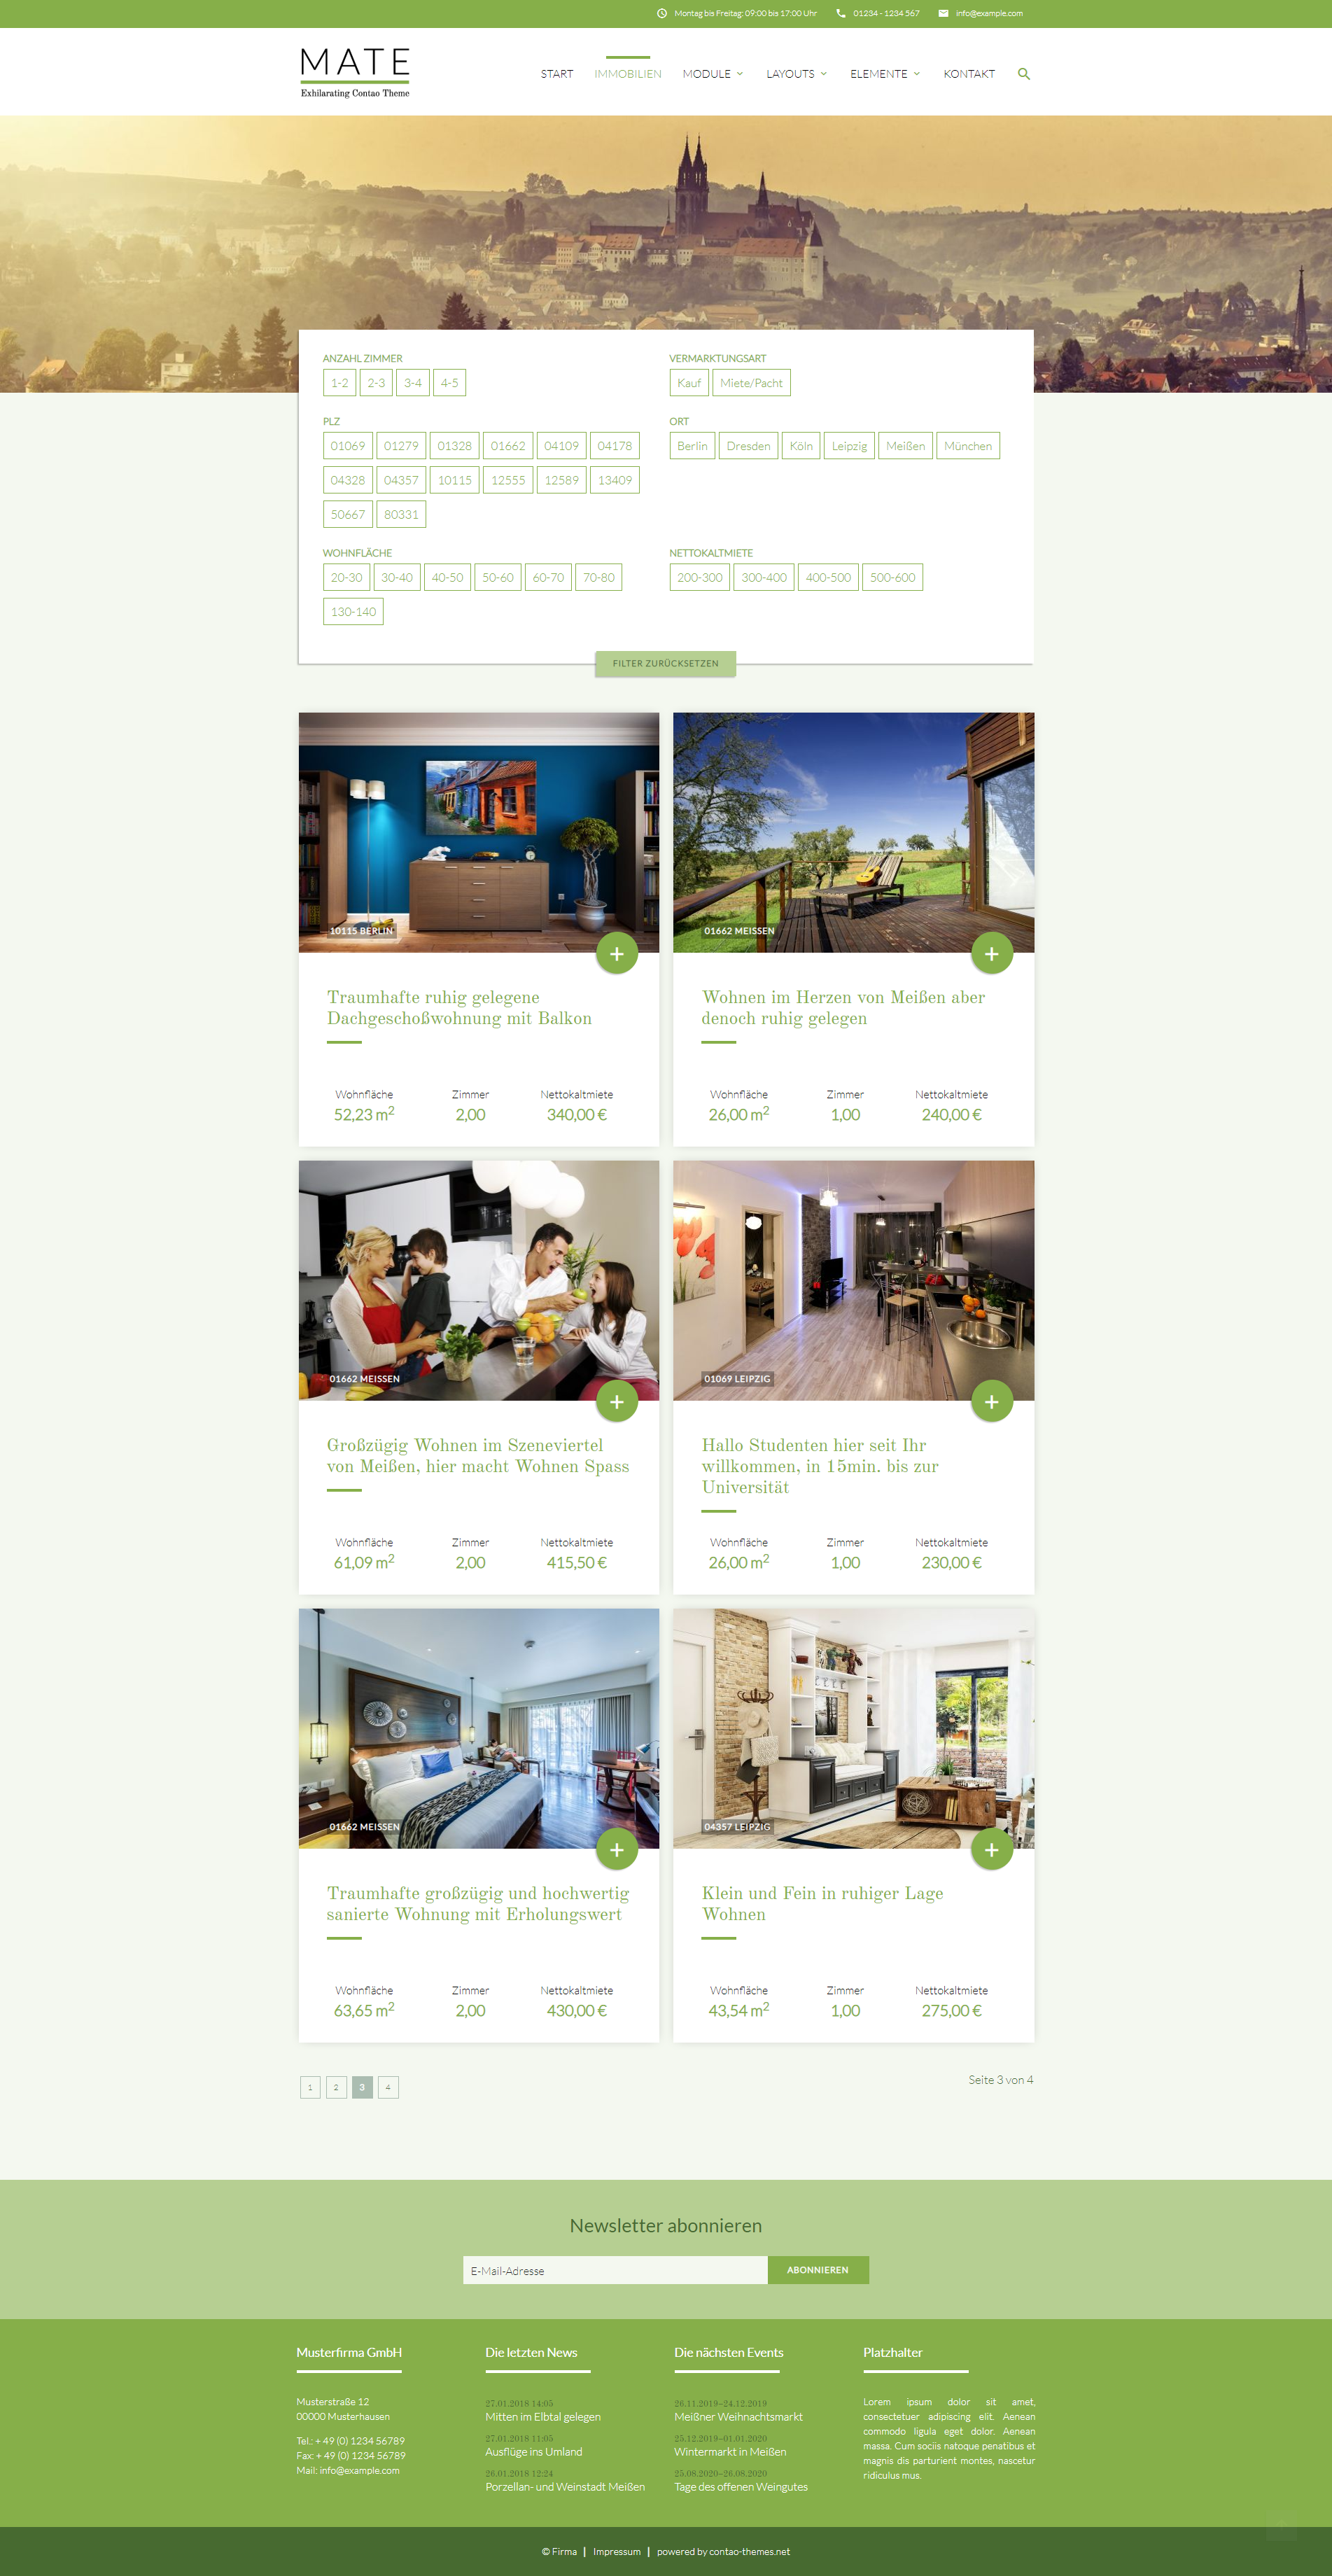 Montag bis Freitag: 09:00 bis 17:00 Uhr 01234 - 1234 567 info@example.com
MATE
Exhilarating Contao Theme
START IMMOBILIEN MODULE LAYOUTS ELEMENTE KONTAKT
ANZAHL ZIMMER
1-2 2-3 3-4 4-5
VERMARKTUNGSART
Kauf Miete/Pacht
PLZ
01069 01279 01328 01662 04109 04178
04328 04357 10115 12555 12589 13409
50667 80331
ORT
Berlin Dresden Köln Leipzig Meißen München
WOHNFLÄCHE
20-30 30-40 40-50 50-60 60-70 70-80
130-140
NETTOKALTMIETE
200-300 300-400 400-500 500-600
FILTER ZURÜCKSETZEN
10115 BERLIN
Traumhafte ruhig gelegene
Dachgeschoßwohnung mit Balkon
Wohnfläche Zimmer Nettokaltmiete
52,23 m² 2,00 340,00 €
01662 MEISSEN
Wohnen im Herzen von Meißen aber
denoch ruhig gelegen
Wohnfläche Zimmer Nettokaltmiete
26,00 m² 1,00 240,00 €
01662 MEISSEN
Großzügig Wohnen im Szeneviertel
von Meißen, hier macht Wohnen Spass
Wohnfläche Zimmer Nettokaltmiete
61,09 m² 2,00 415,50 €
01069 LEIPZIG
Hallo Studenten hier seit Ihr
willkommen, in 15min. bis zur
Universität
Wohnfläche Zimmer Nettokaltmiete
26,00 m² 1,00 230,00 €
01662 MEISSEN
Traumhafte großzügig und hochwertig
sanierte Wohnung mit Erholungswert
Wohnfläche Zimmer Nettokaltmiete
63,65 m² 2,00 430,00 €
04357 LEIPZIG
Klein und Fein in ruhiger Lage
Wohnen
Wohnfläche Zimmer Nettokaltmiete
43,54 m² 1,00 275,00 €
1 2 3 4
Seite 3 von 4
Newsletter abonnieren
E-Mail-Adresse ABONNIEREN
Musterfirma GmbH
Musterstraße 12
00000 Musterhausen
Tel.: + 49 (0) 1234 56789
Fax: + 49 (0) 1234 56789
Mail: info@example.com
Die letzten News
27.01.2018 14:05
Mitten im Elbtal gelegen
27.01.2018 11:05
Ausflüge ins Umland
26.01.2018 12:24
Porzellan- und Weinstadt Meißen
Die nächsten Events
26.11.2019–24.12.2019
Meißner Weihnachtsmarkt
25.12.2019–01.01.2020
Wintermarkt in Meißen
25.08.2020–26.08.2020
Tage des offenen Weingutes
Platzhalter
Lorem ipsum dolor sit amet,
consectetuer adipiscing elit. Aenean
commodo ligula eget dolor. Aenean
massa. Cum sociis natoque penatibus et
magnis dis parturient montes, nascetur
ridiculus mus.
© Firma | Impressum | powered by contao-themes.net